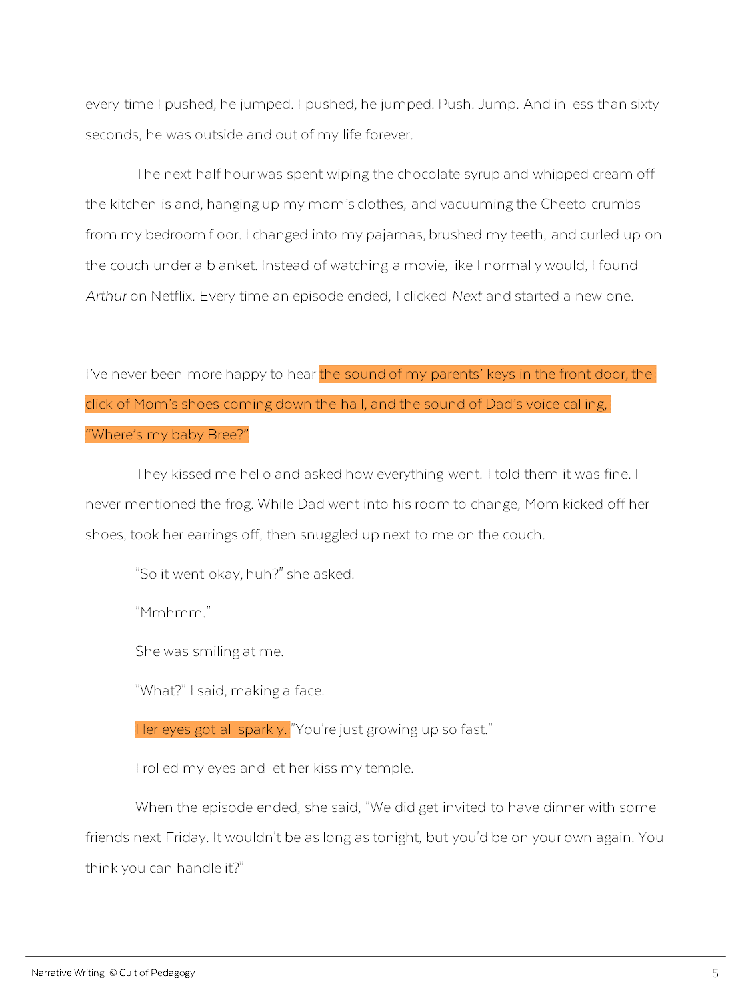 every time I pushed, he jumped. I pushed, he jumped. Push. Jump. And in less than sixty
seconds, he was outside and out of my life forever.
The next half hour was spent wiping the chocolate syrup and whipped cream off
the kitchen island, hanging up my mom’s clothes, and vacuuming the Cheeto crumbs
from my bedroom floor. I changed into my pajamas, brushed my teeth, and curled up on
the couch under a blanket. Instead of watching a movie, like I normally would, I found
Arthur on Netflix. Every time an episode ended, I clicked Next and started a new one.
I’ve never been more happy to hear the sound of my parents’ keys in the front door, the
click of Mom’s shoes coming down the hall, and the sound of Dad’s voice calling,
“Where’s my baby Bree?”
They kissed me hello and asked how everything went. I told them it was fine. I
never mentioned the frog. While Dad went into his room to change, Mom kicked off her
shoes, took her earrings off, then snuggled up next to me on the couch.
"So it went okay, huh?" she asked.
"Mmhmm."
She was smiling at me.
"What?" I said, making a face.
Her eyes got all sparkly. "You're just growing up so fast."
I rolled my eyes and let her kiss my temple.
When the episode ended, she said, "We did get invited to have dinner with some
friends next Friday. It wouldn't be as long as tonight, but you'd be on your own again. You
think you can handle it?"
Narrative Writing © Cult of Pedagogy
5